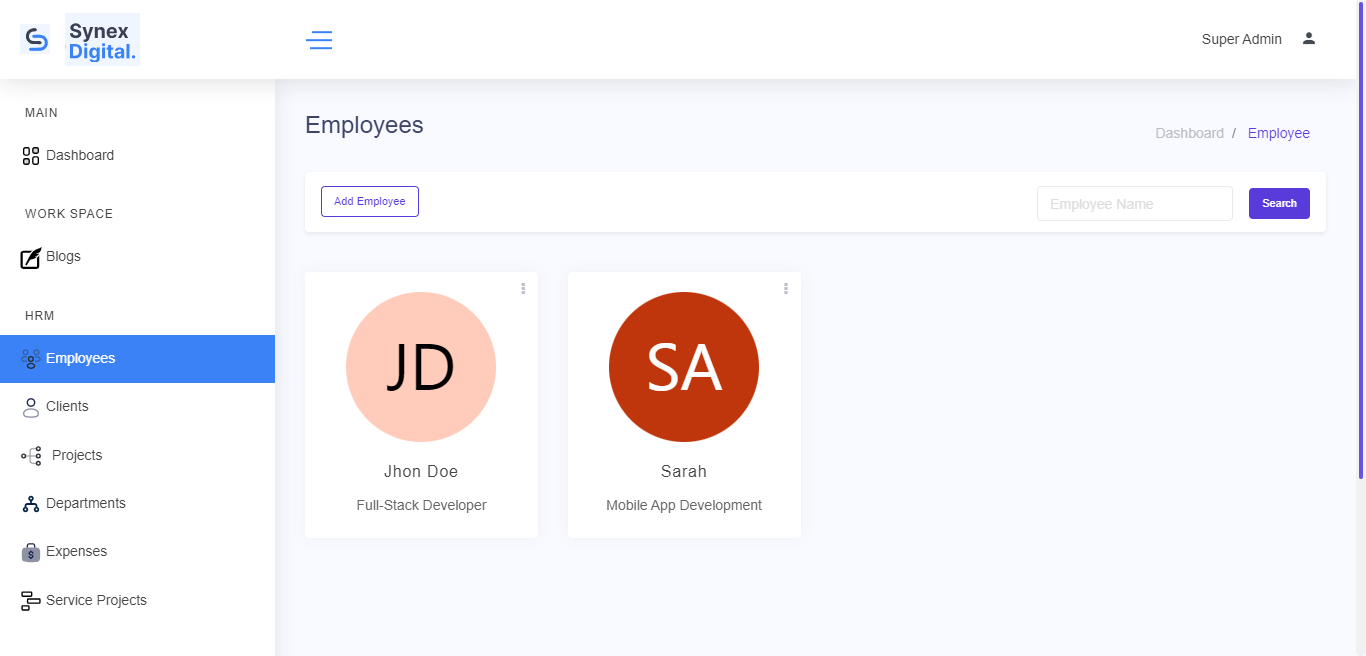 Synex
Digital.
Super Admin
MAIN
Dashboard
WORK SPACE
Blogs
HRM
Employees
Clients
Projects
Departments
Expenses
Service Projects
Employees
Dashboard / Employee
Add Employee
Employee Name
Search
JD
Jhon Doe
Full-Stack Developer
SA
Sarah
Mobile App Development